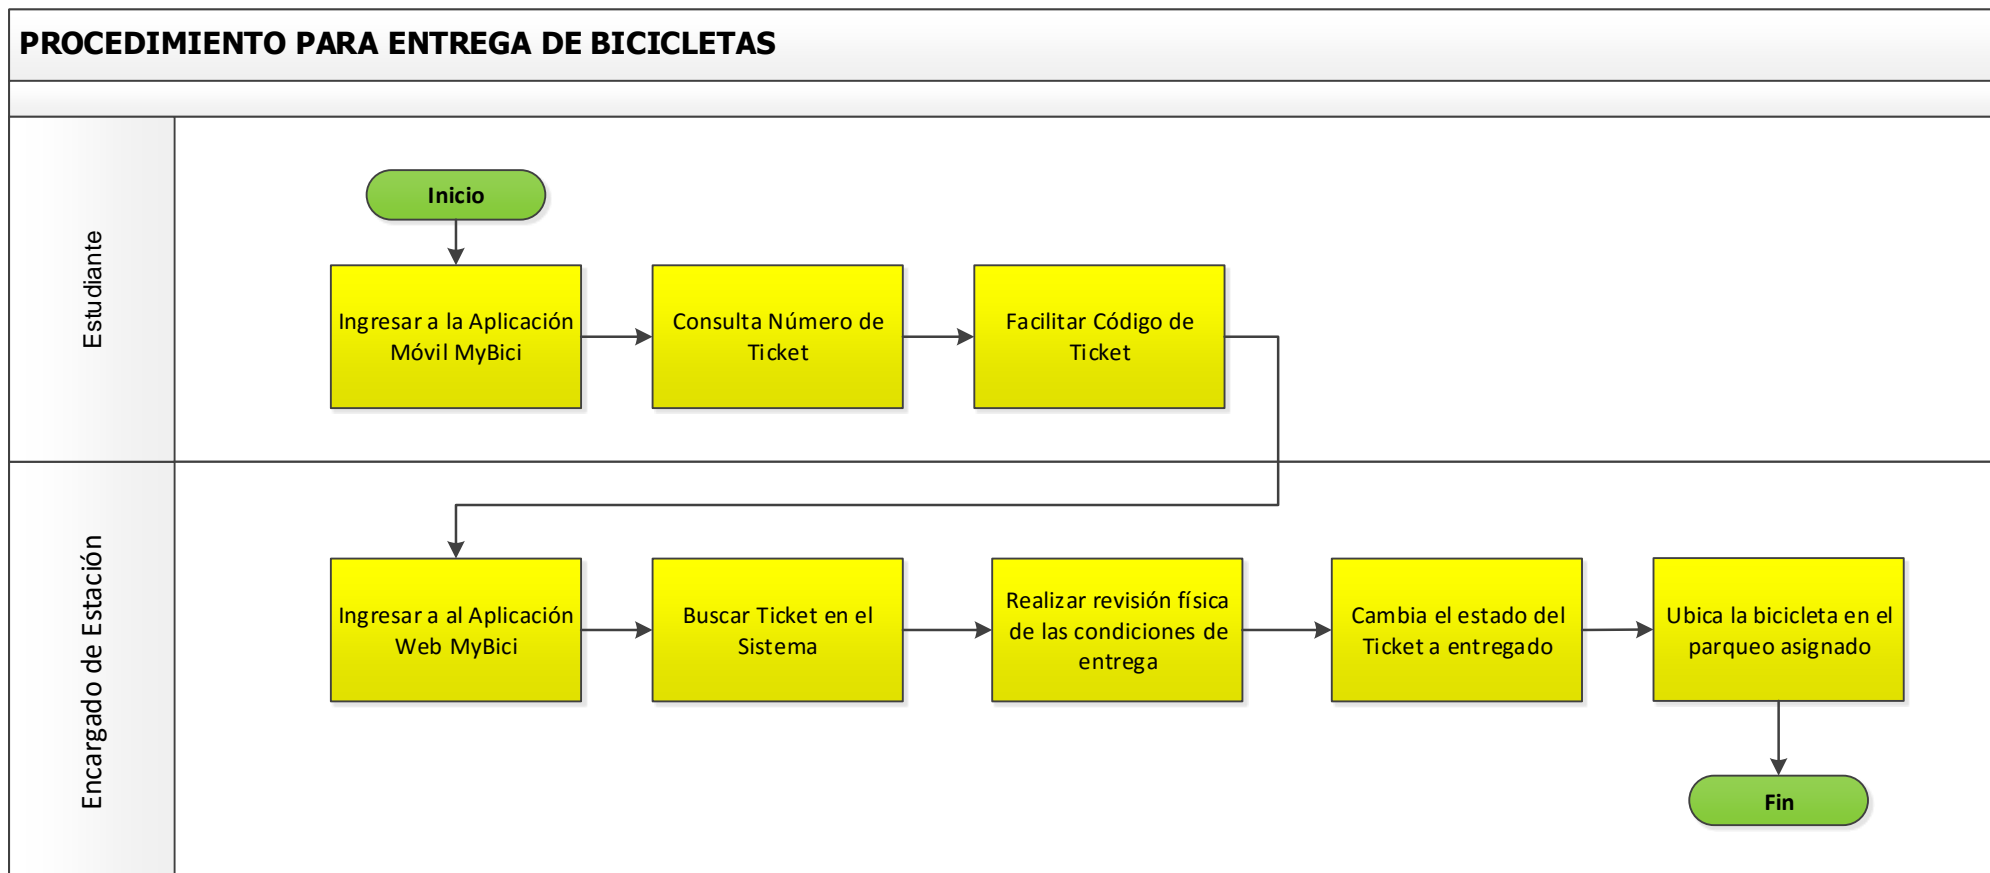 PROCEDIMIENTO PARA ENTREGA DE BICICLETAS
Estudiante
Inicio
Ingresar a la Aplicación
Móvil MyBici
Consulta Número de
Ticket
Facilitar Código de
Ticket
Encargado de Estación
Ingresar a al Aplicación
Web MyBici
Buscar Ticket en el
Sistema
Realizar revisión física
de las condiciones de
entrega
Cambia el estado del
Ticket a entregado
Ubica la bicicleta en el
parqueo asignado
Fin